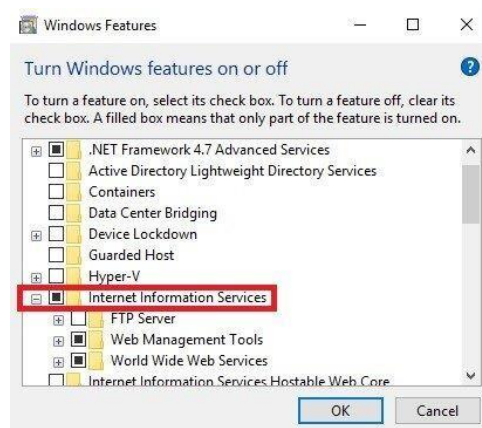 Windows Features
Turn Windows features on or off
To turn a feature on, select its check box. To turn a feature off, clear its
check box. A filled box means that only part of the feature is turned on.
.NET Framework 4.7 Advanced Services
Active Directory Lightweight Directory Services
Containers
Data Center Bridging
Device Lockdown
Guarded Host
Hyper-V
Internet Information Services
FTP Server
Web Management Tools
World Wide Web Services
Internet Information Services Hostable Web Core
OK
Cancel